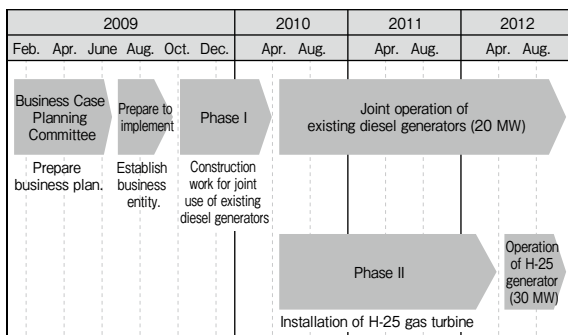 2009 2010 2011 2012
Feb. Apr. June Aug. Oct. Dec. Apr. Aug. Apr. Aug. Apr. Aug.
Business Case
Planning
Committee
Prepare
business plan.
Prepare to
implement
Establish
business
entity.
Phase I
Construction
work for joint
use of existing
diesel generators
Joint operation of
existing diesel generators (20 MW)
Phase II
Installation of H-25 gas turbine
Operation
of H-25
generator
(30 MW)